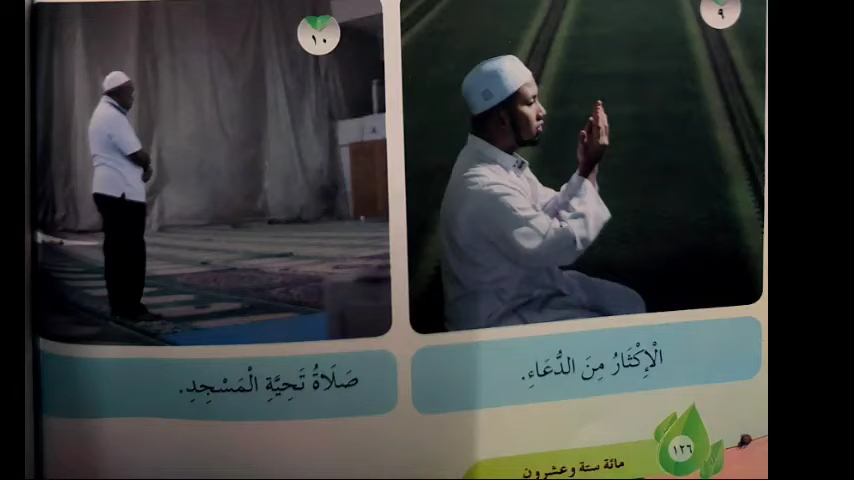 ٩
الْإِكْثَارُ مِنَ الدُّعَاءِ.
١٠
صَلَاةُ تَحِيَّةِ الْمَسْجِدِ.
١٢٦
مائة ستة وعشرون